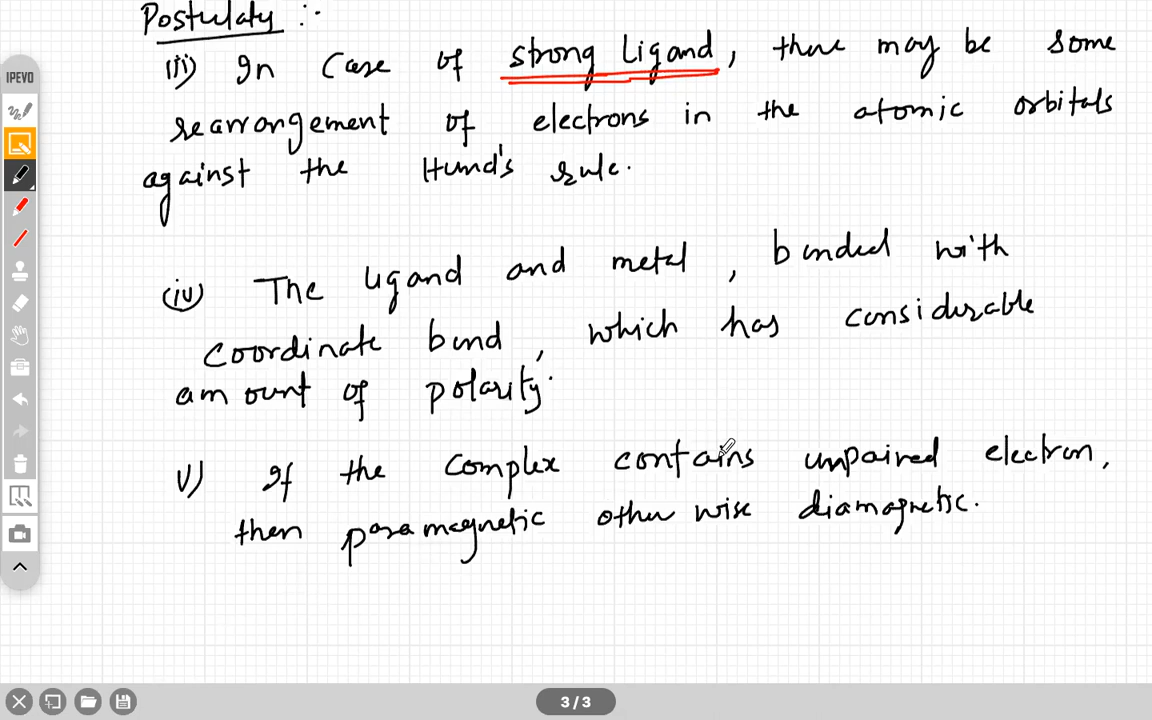 Postulaty :-
(iii) In Case of strong Ligand, there may be some
rearrangement of electrons in the atomic orbitals
against the Hund's rule.
(iv) The ligand and metal, bonded with
Coordinate bond, which has considerable
amount of polarity.
v) If the complex contains unpaired electron,
then paramagnetic otherwise diamagnetic.
IPEVO
3 / 3